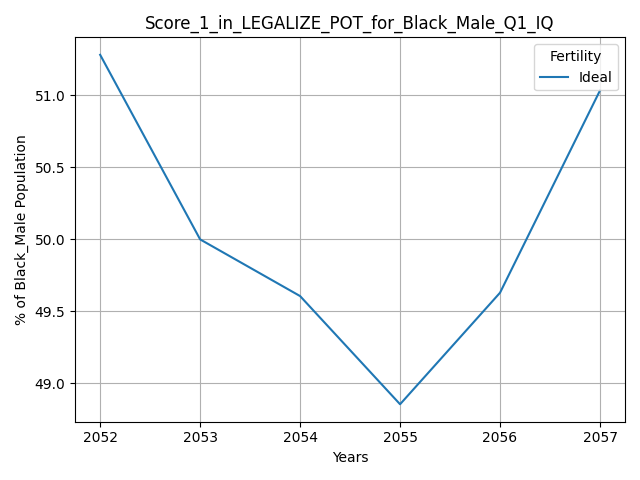 Score_1_in_LEGALIZE_POT_for_Black_Male_Q1_IQ
Fertility
Ideal
% of Black_Male Population
51.0
50.5
50.0
49.5
49.0
2052 2053 2054 2055 2056 2057
Years